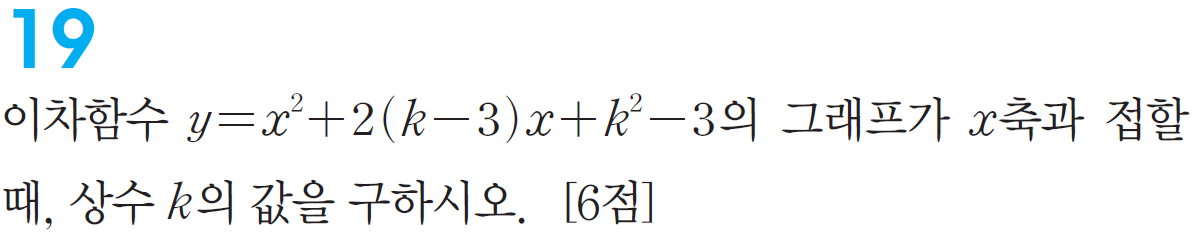 19
이차함수 y=x²+2(k-3)x+k²-3의 그래프가 x축과 접할
때, 상수 k의 값을 구하시오. [6점]